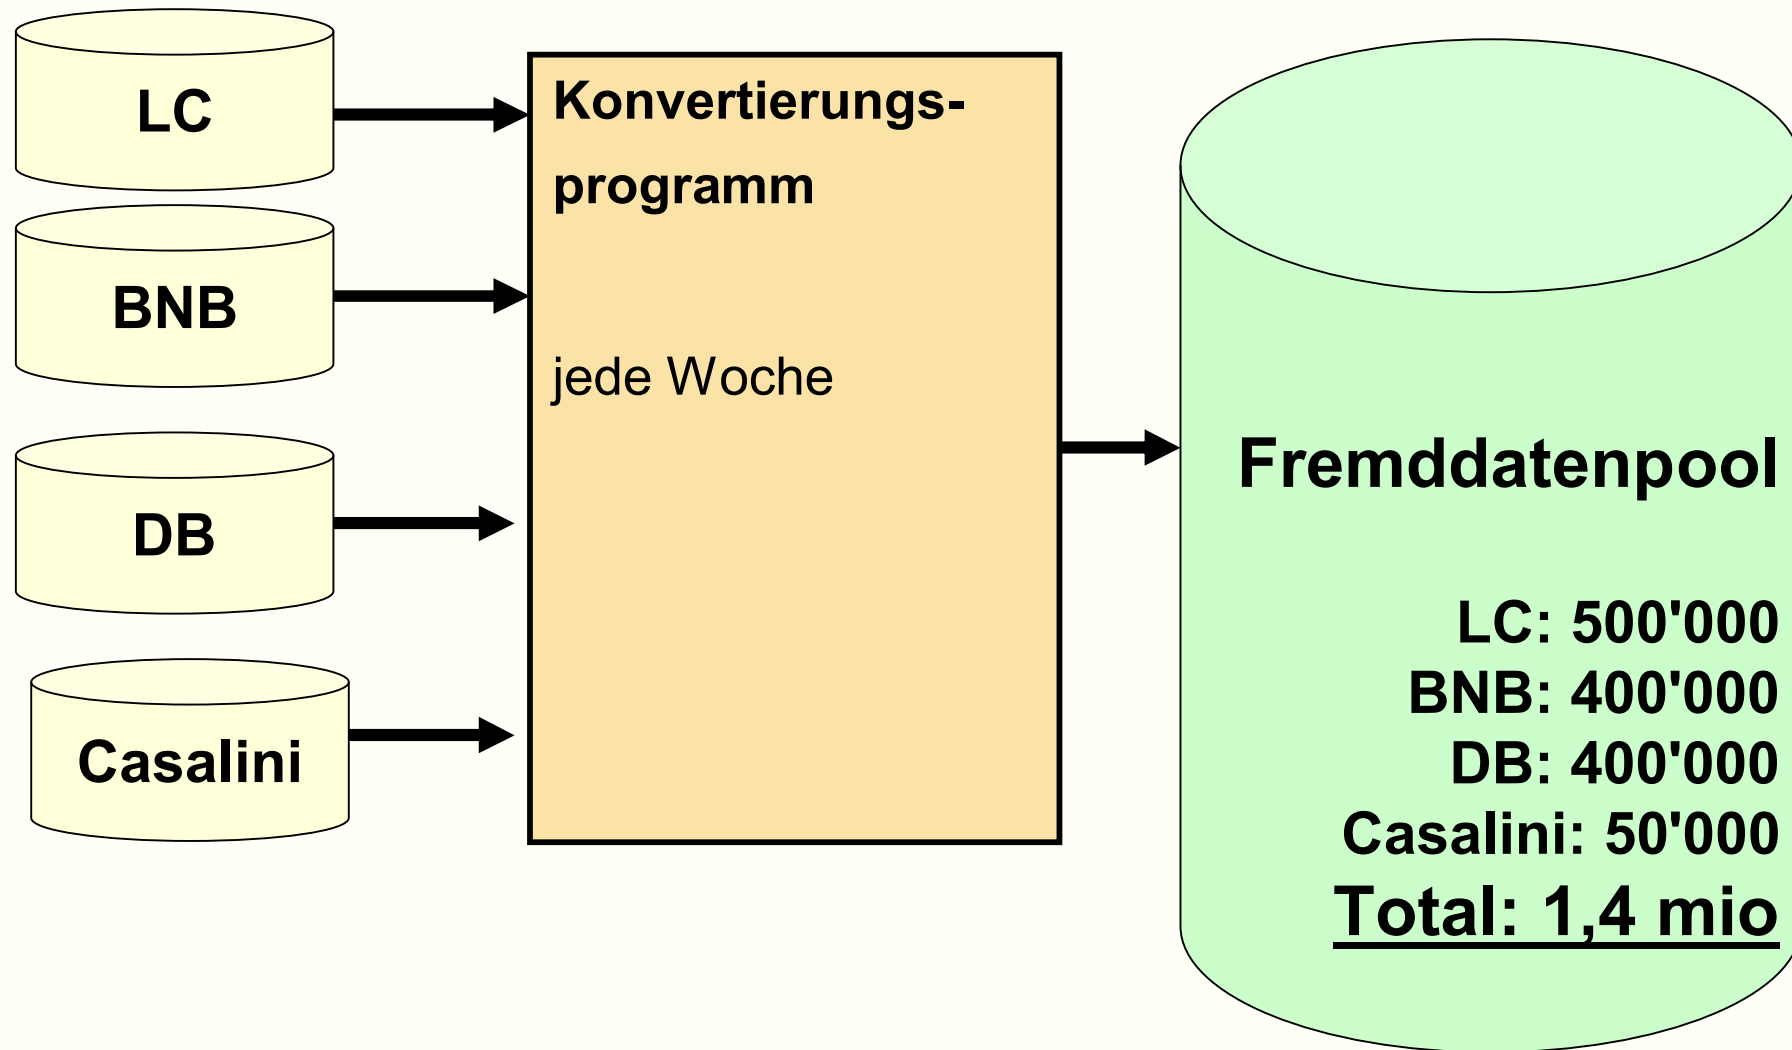 LC
BNB
DB
Casalini
Konvertierungs-
programm
jede Woche
Fremddatenpool
LC: 500'000
BNB: 400'000
DB: 400'000
Casalini: 50'000
Total: 1,4 mio